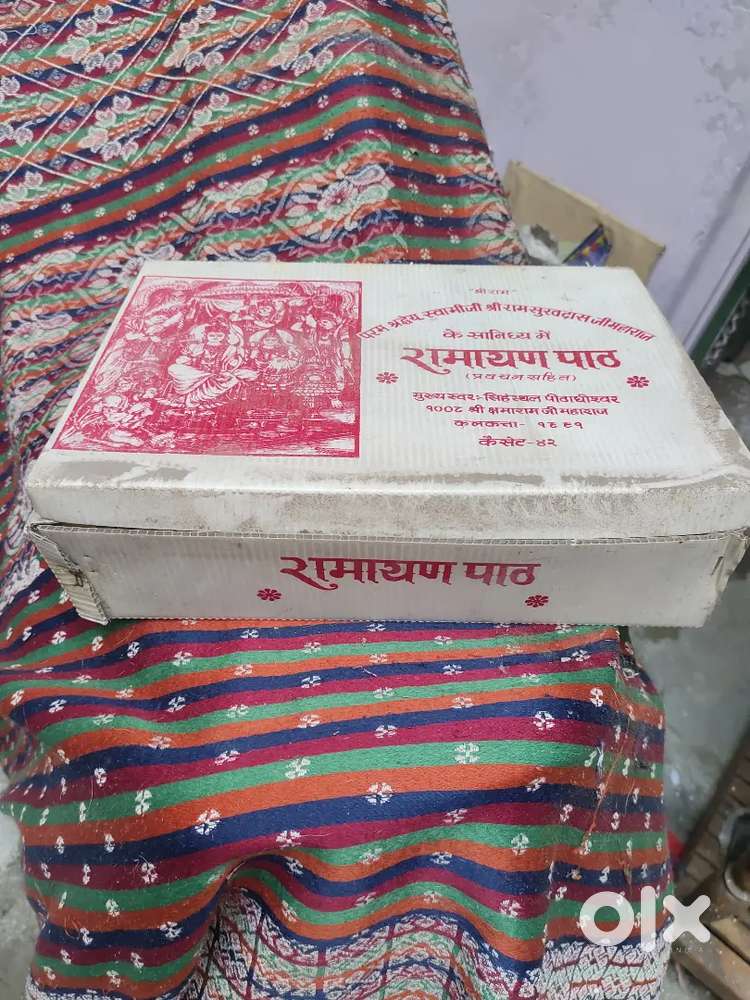 "श्रीराम"
परम श्रद्धेय स्वामीजी श्रीरामसुखदासजी महाराज
के सानिध्य में
रामायण पाठ
(प्रवचन सहित)
मुख्य स्वर:- सिंहस्थल पीठाधीश्वर
१००८ श्री क्षमाराम जी महाराज
कलकत्ता- १९९१
कैसेट-४२
रामायण पाठ
olx